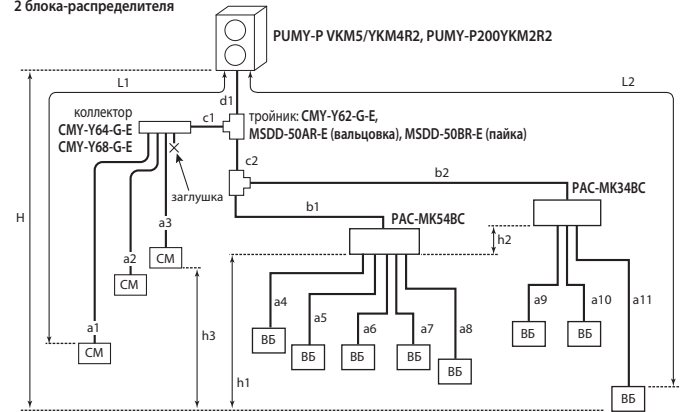 2 блока-распределителя
PUMY-P VKM5/YKM4R2, PUMY-P200YKM2R2
L1
L2
d1
коллектор
CMY-Y64-G-E
CMY-Y68-G-E
c1
тройник: CMY-Y62-G-E,
MSDD-50AR-E (вальцовка), MSDD-50BR-E (пайка)
c2
заглушка
b2
PAC-MK34BC
H
b1
PAC-MK54BC
a3
h2
a2
СМ
СМ
a1
СМ
h3
h1
a4
a5
a6
a7
a8
a9
a10
a11
ВБ
ВБ
ВБ
ВБ
ВБ
ВБ
ВБ
ВБ